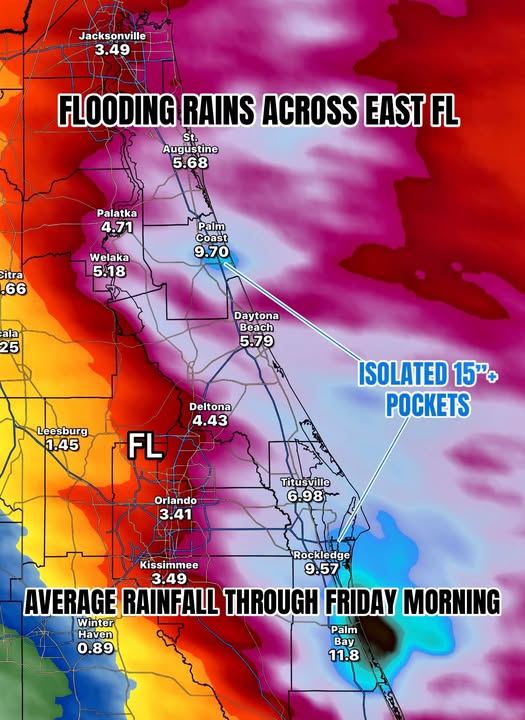 Jacksonville
3.49
FLOODING RAINS ACROSS EAST FL
St.
Augustine
5.68
Palatka
4.71
Palm
Coast
9.70
Welaka
5.18
Citra
.66
Daytona
Beach
5.79
ala
25
ISOLATED 15”+
POCKETS
Deltona
4.43
Leesburg
1.45
FL
Titusville
6.98
Orlando
3.41
Rockledge
9.57
Kissimmee
3.49
AVERAGE RAINFALL THROUGH FRIDAY MORNING
Winter
Haven
0.89
Palm
Bay
11.8